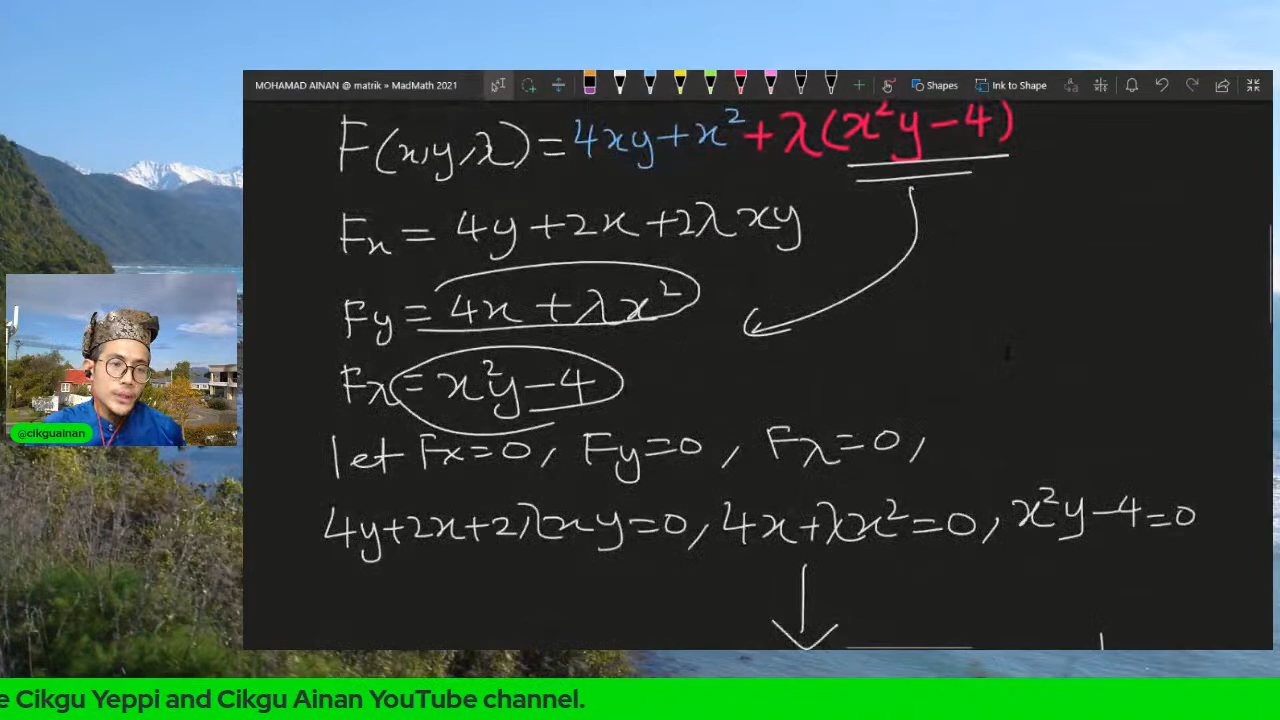 MOHAMAD AINAN @ matrik » MadMath 2021
Shapes
Ink to Shape
F(x,y,λ)=4xy+x²+λ(x²y-4)
Fx = 4y+2x+2λxy
Fy = 4x+λx²
Fλ = x²y-4
let Fx=0, Fy=0, Fλ=0,
4y+2x+2λxy=0, 4x+λx²=0, x²y-4=0
@cikguainan
e Cikgu Yeppi and Cikgu Ainan YouTube channel.